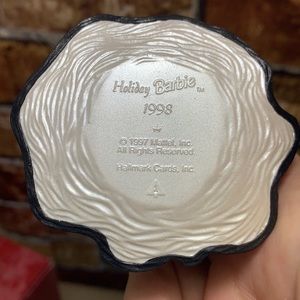 Holiday Barbie™
1998
© 1997 Mattel, Inc.
All Rights Reserved.
Hallmark Cards, Inc.